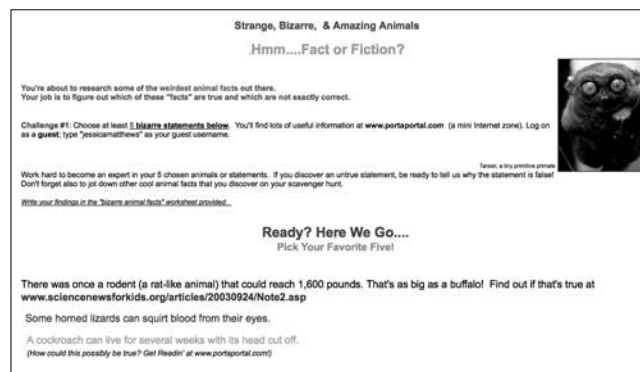 Strange, Bizarre, & Amazing Animals
Hmm....Fact or Fiction?
You're about to research some of the weirdest animal facts out there.
Your job is to figure out which of these "facts" are true and which are not exactly correct.
Challenge #1: Choose at least 5 bizarre statements below. You'll find lots of useful information at www.portaportal.com (a mini Internet zone). Log on
as a guest; type "jessicamatthews" as your guest username.
Tarsier, a tiny primitive primate
Work hard to become an expert in your 5 chosen animals or statements. If you discover an untrue statement, be ready to tell us why the statement is false!
Don't forget also to jot down other cool animal facts that you discover on your scavenger hunt.
Write your findings in the "bizarre animal facts" worksheet provided.
Ready? Here We Go....
Pick Your Favorite Five!
There was once a rodent (a rat-like animal) that could reach 1,600 pounds. That's as big as a buffalo! Find out if that's true at
www.sciencenewsforkids.org/articles/20030924/Note2.asp
Some horned lizards can squirt blood from their eyes.
A cockroach can live for several weeks with its head cut off.
(How could this possibly be true? Get Readin' at www.portaportal.com!)